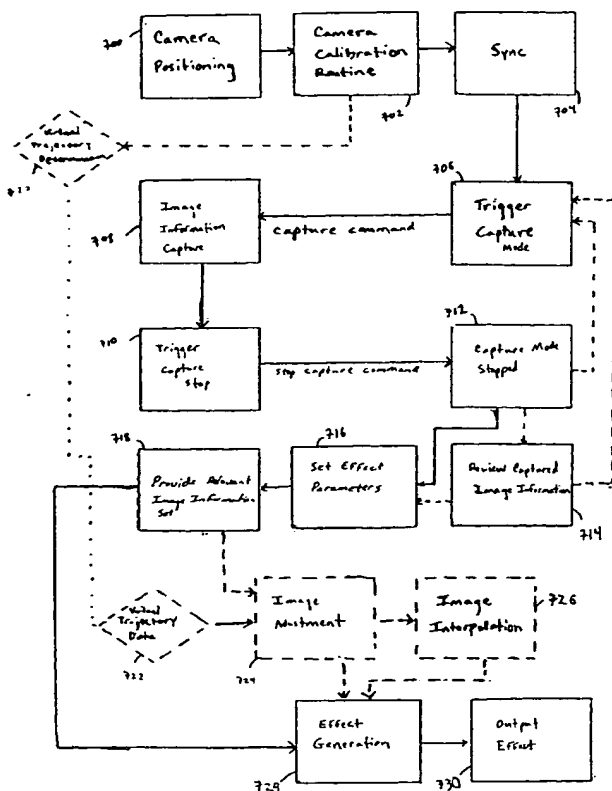 700
Camera
Positioning
Camera
Calibration
Routine
702
Sync
704
Virtual
Trajectory
Determination
706
Trigger
Capture
Mode
708
Image
Information
Capture
Capture command
710
Trigger
Capture
Stop
Stop capture command
712
Capture Mode
Stopped
718
Provide Relevant
Image Information
Set
716
Set Effect
Parameters
Review Captured
Image Information
714
Virtual
Trajectory
Data
722
Image
Adjustment
724
Image
Interpolation
726
Effect
Generation
728
Output
Effect
730